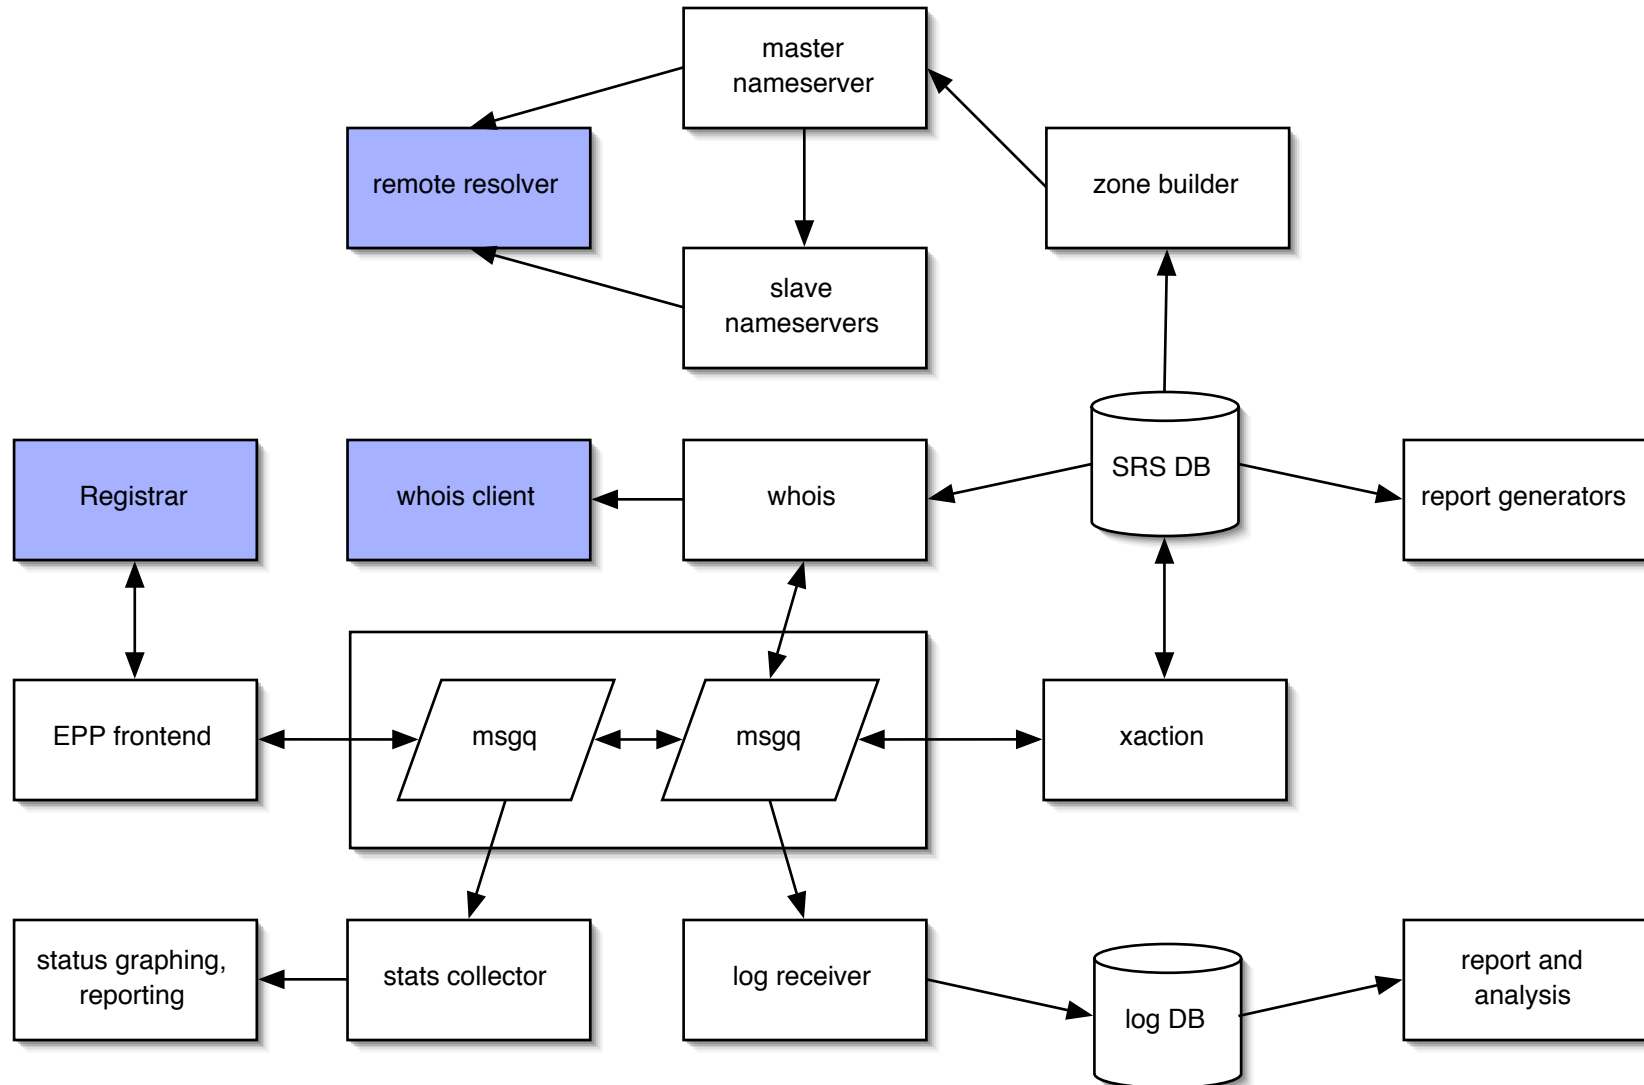 master
nameserver
remote resolver
zone builder
slave
nameservers
Registrar
whois client
whois
SRS DB
report generators
EPP frontend
msgq
msgq
xaction
status graphing,
reporting
stats collector
log receiver
log DB
report and
analysis